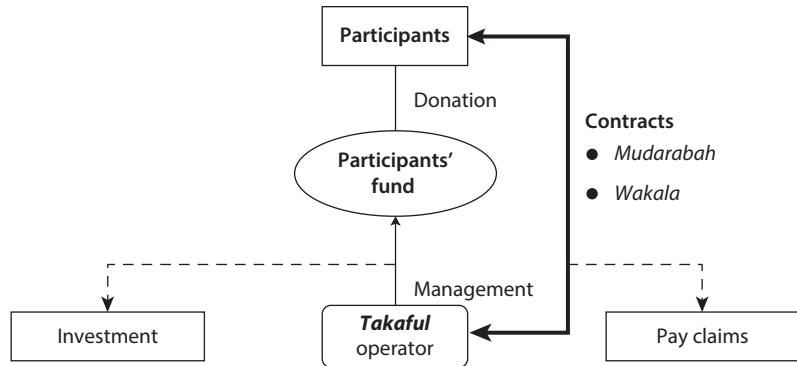 Participants
Donation
Contracts
● Mudarabah
● Wakala
Participants'
fund
Management
Investment
Takaful
operator
Pay claims